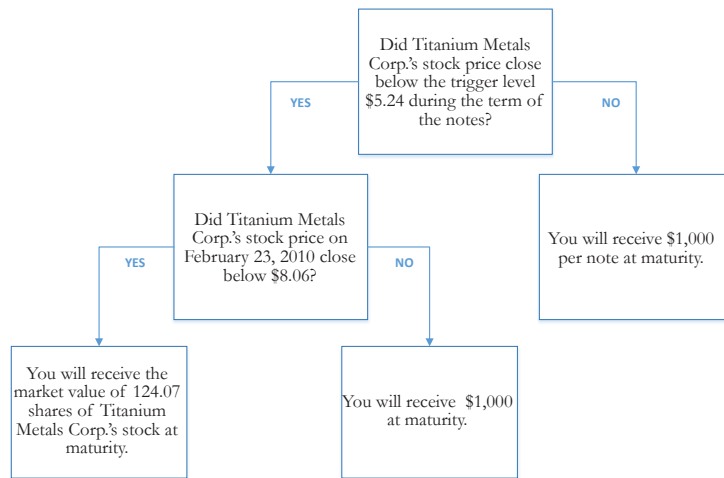 Did Titanium Metals
Corp.'s stock price close
below the trigger level
$5.24 during the term of
the notes?
YES
NO
Did Titanium Metals
Corp.'s stock price on
February 23, 2010 close
below $8.06?
You will receive $1,000
per note at maturity.
YES
NO
You will receive the
market value of 124.07
shares of Titanium
Metals Corp.'s stock at
maturity.
You will receive $1,000
at maturity.